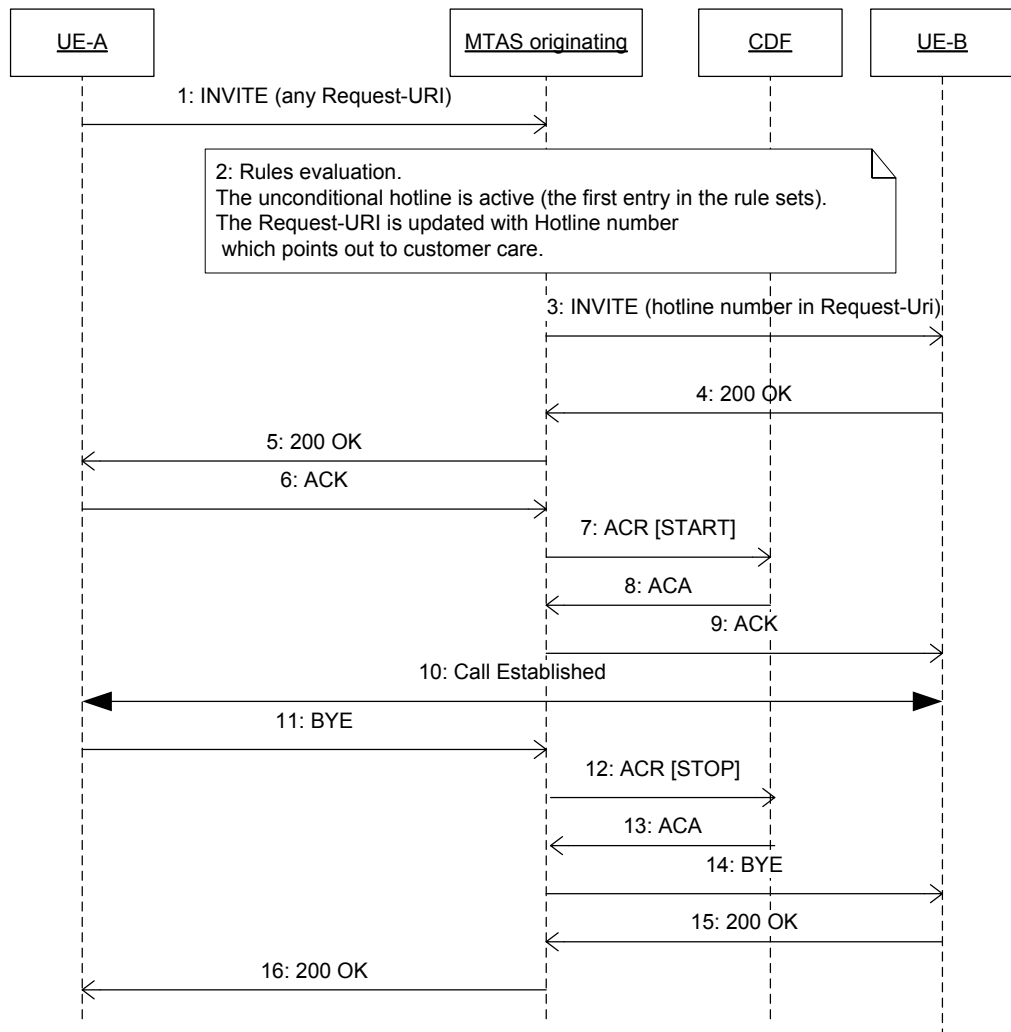 UE-A
MTAS originating
CDF
UE-B
1: INVITE (any Request-URI)
2: Rules evaluation.
The unconditional hotline is active (the first entry in the rule sets).
The Request-URI is updated with Hotline number
which points out to customer care.
3: INVITE (hotline number in Request-Uri)
4: 200 OK
5: 200 OK
6: ACK
7: ACR [START]
8: ACA
9: ACK
10: Call Established
11: BYE
12: ACR [STOP]
13: ACA
14: BYE
15: 200 OK
16: 200 OK